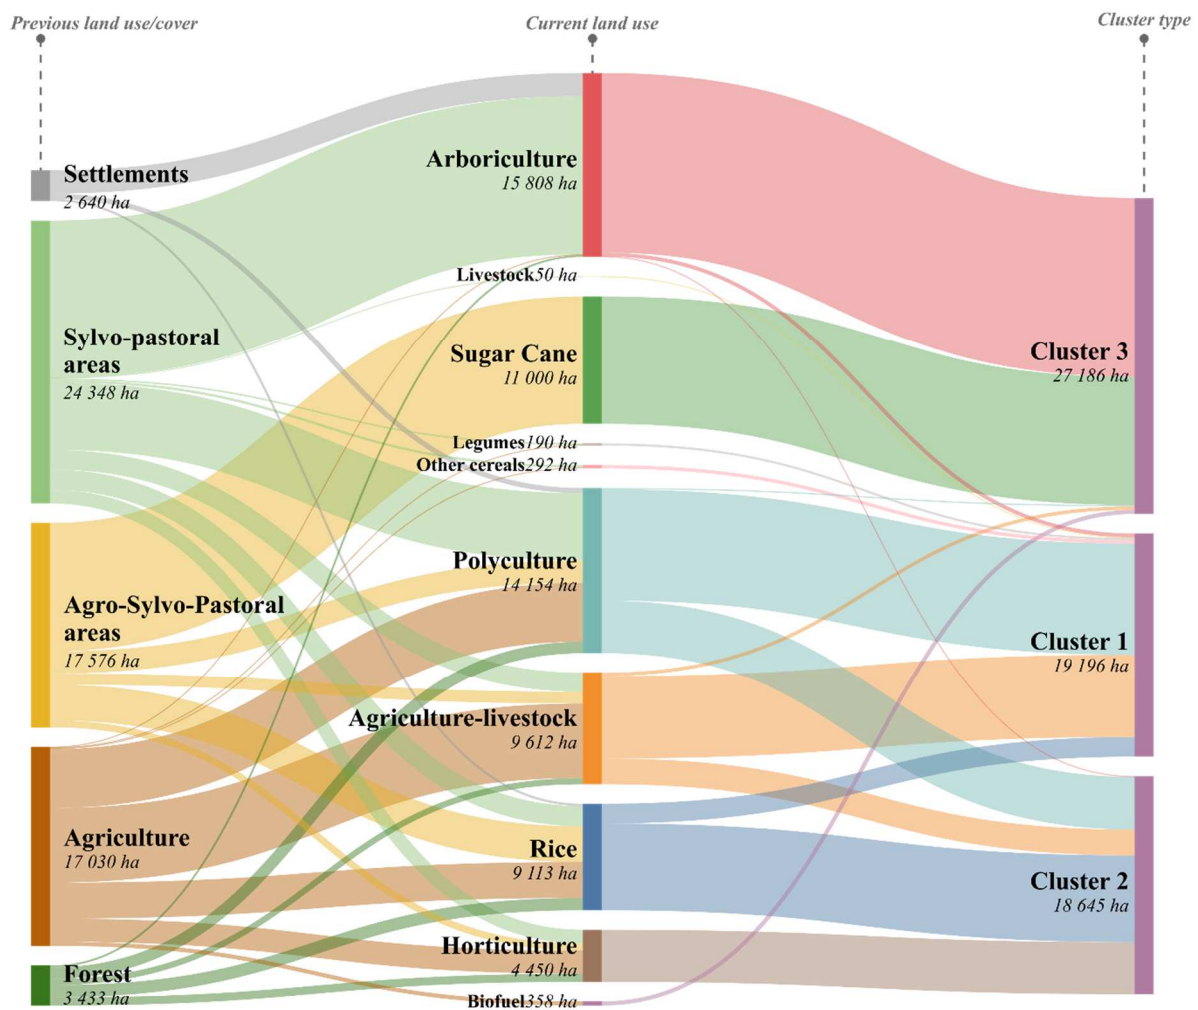 Previous land use/cover
Current land use
Cluster type
Settlements
2 640 ha
Sylvo-pastoral
areas
24 348 ha
Agro-Sylvo-Pastoral
areas
17 576 ha
Agriculture
17 030 ha
Forest
3 433 ha
Arboriculture
15 808 ha
Livestock50 ha
Sugar Cane
11 000 ha
Legumes190 ha
Other cereals292 ha
Polyculture
14 154 ha
Agriculture-livestock
9 612 ha
Rice
9 113 ha
Horticulture
4 450 ha
Biofuel358 ha
Cluster 3
27 186 ha
Cluster 1
19 196 ha
Cluster 2
18 645 ha